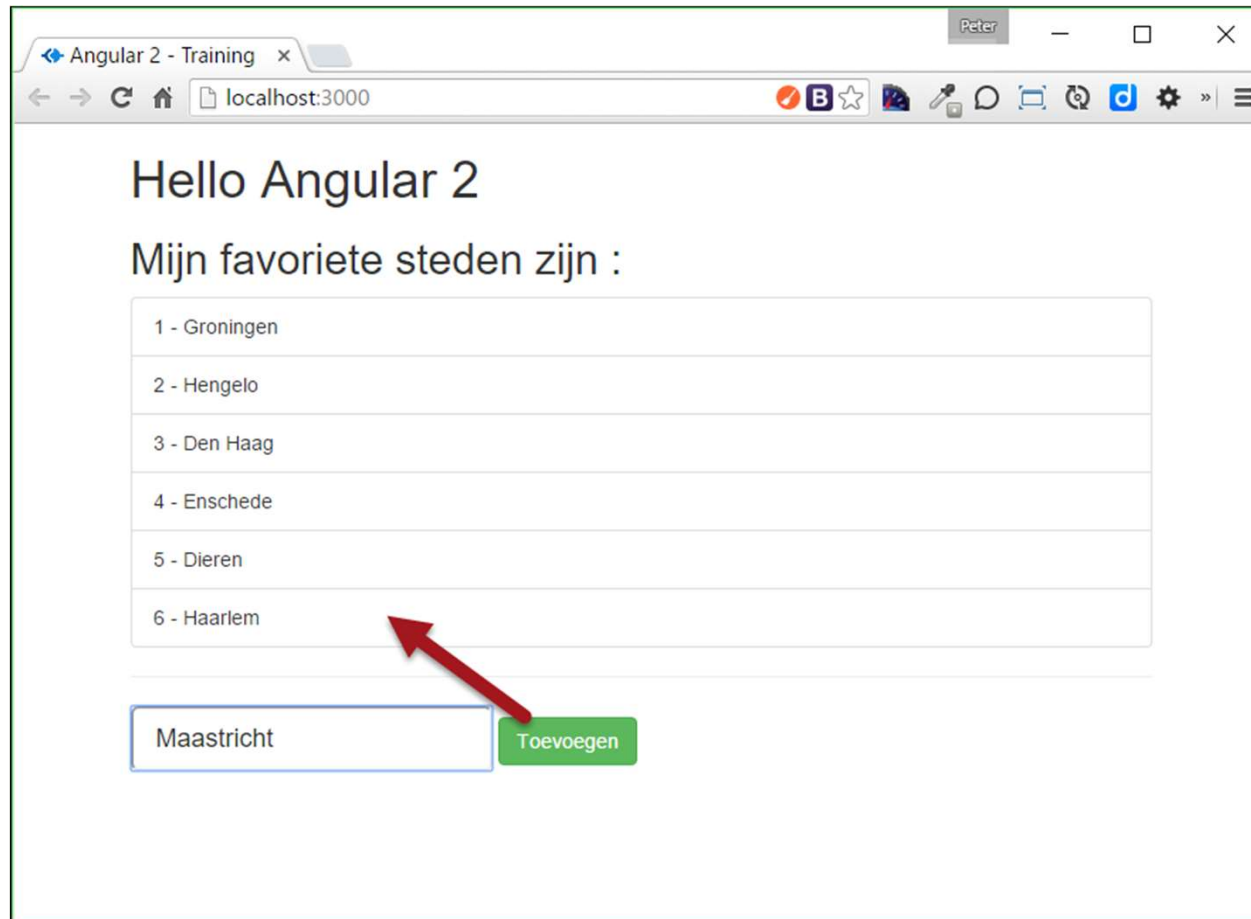 Peter
Angular 2 - Training
localhost:3000
Hello Angular 2
Mijn favoriete steden zijn :
1 - Groningen
2 - Hengelo
3 - Den Haag
4 - Enschede
5 - Dieren
6 - Haarlem
Maastricht
Toevoegen